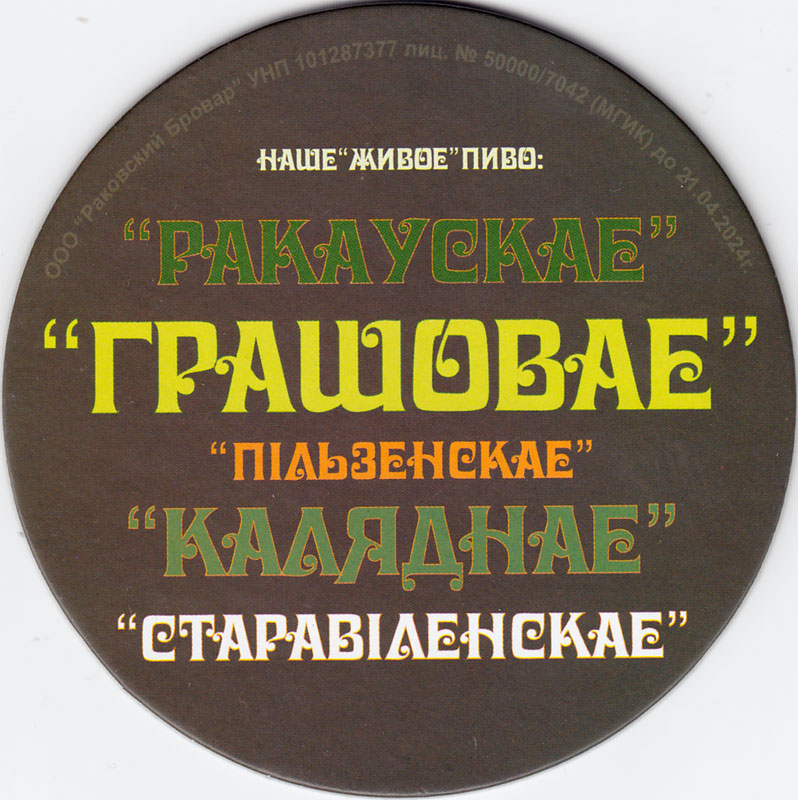 ООО "Раковский Бровар" УНП 101287377 лиц. № 50000/7042 (МГИК) до 21.04.2024г.
НАШЕ “ЖИВОЕ” ПИВО:
“РАКАУСКАЕ”
“ГРАШОВАЕ”
“ПІЛЬЗЕНСКАЕ”
“КАЛЯДНАЕ”
“СТАРАВІЛЕНСКАЕ”